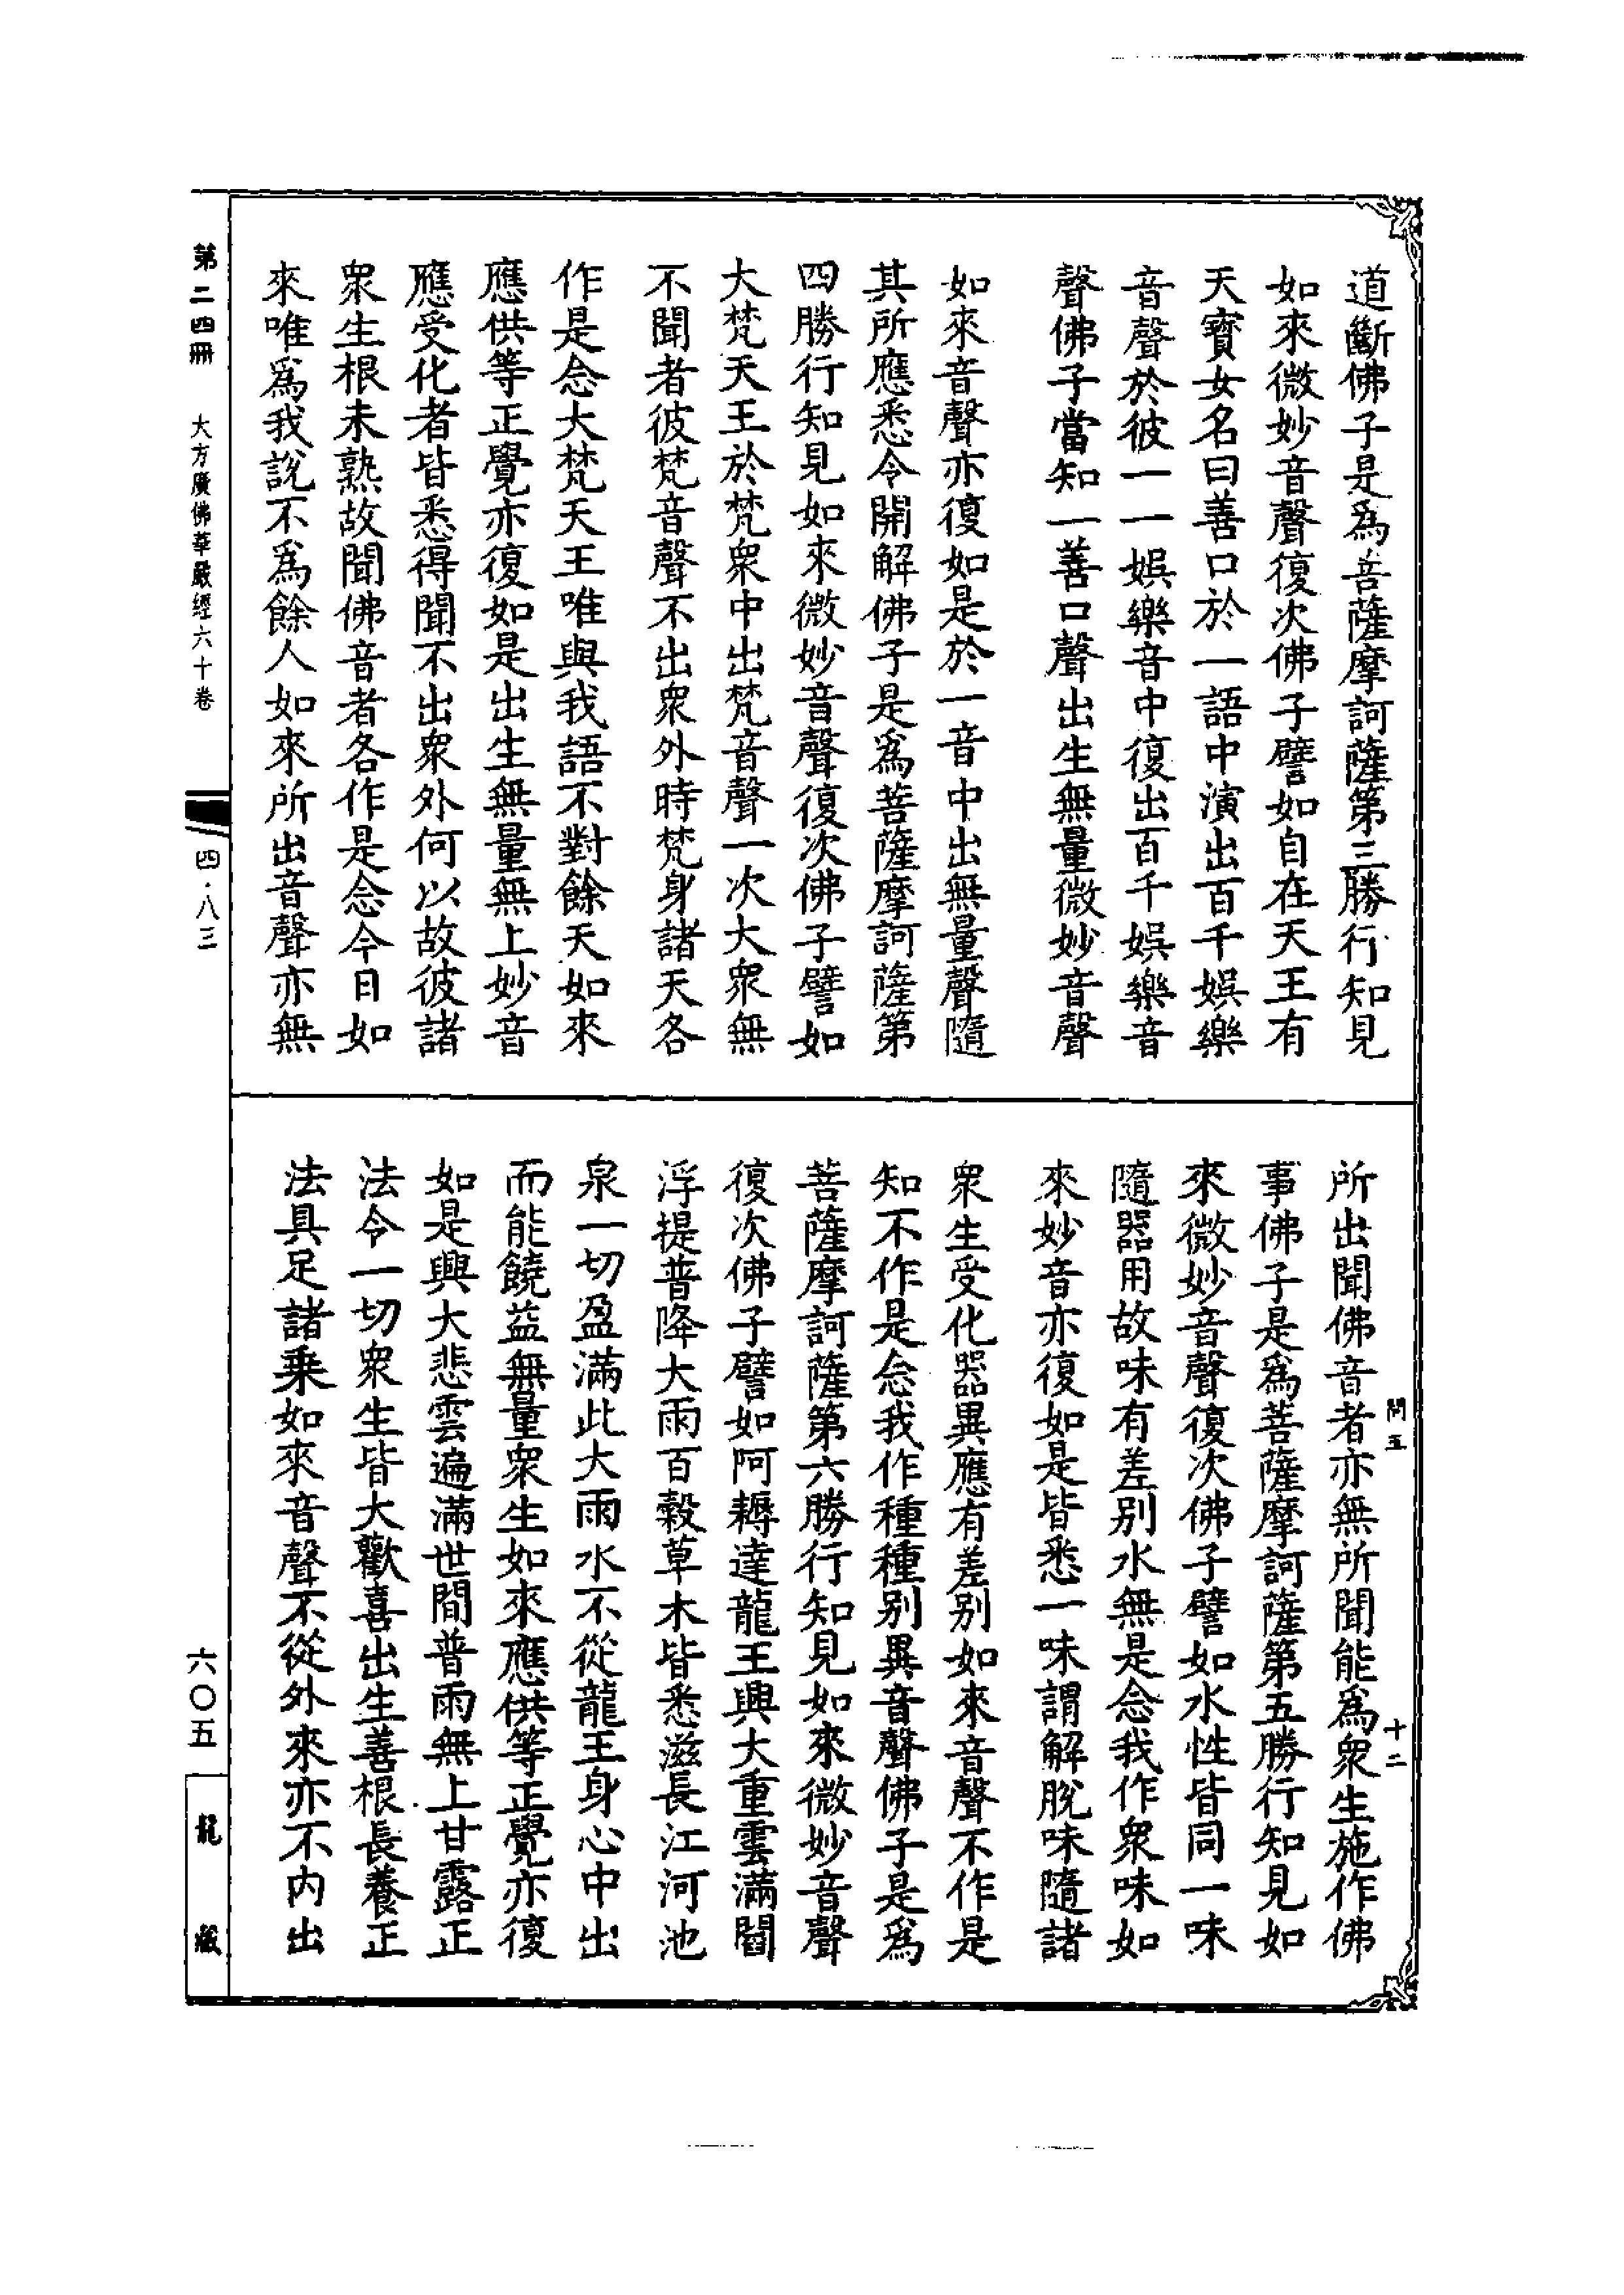 道斷佛子是為菩薩摩訶薩第三勝行知見
如來微妙音聲復次佛子譬如自在天王有
天寶女名曰善口於一語中演出百千娛樂
音聲於彼一一娛樂音中復出百千娛樂音
聲佛子當知一善口聲出生無量微妙音聲
如來音聲亦復如是於一音中出無量聲隨
其所應悉令開解佛子是為菩薩摩訶薩第
四勝行知見如來微妙音聲復次佛子譬如
大梵天王於梵衆中出梵音聲一次大衆無
不聞者彼梵音聲不出衆外時梵身諸天各
作是念大梵天王唯與我語不對餘天如來
應供等正覺亦復如是出生無量無上妙音
應受化者皆悉得聞不出衆外何以故彼諸
衆生根未熟故聞佛音者各作是念今日如
來唯為我說不為餘人如來所出音聲亦無
所出聞佛音者亦無所聞能為衆生施作佛
事佛子是為菩薩摩訶薩第五勝行知見如
來微妙音聲復次佛子譬如水性皆同一味
隨器用故味有差别水無是念我作衆味如
來妙音亦復如是皆悉一味謂解脫味隨諸
衆生受化器異應有差别如來音聲不作是
知不作是念我作種種别異音聲佛子是為
菩薩摩訶薩第六勝行知見如來微妙音聲
復次佛子譬如阿耨達龍王興大重雲滿閻
浮提普降大雨百穀草木皆悉滋長江河池
泉一切盈滿此大雨水不從龍王身心中出
而能饒益無量衆生如來應供等正覺亦復
如是興大悲雲遍滿世間普雨無上甘露正
法令一切衆生皆大歡喜出生善根長養正
法具足諸乗如來音聲不從外來亦不内出
問五
十二
第二四冊
大方廣佛華嚴經六十卷
四·八三
六〇五
龍藏